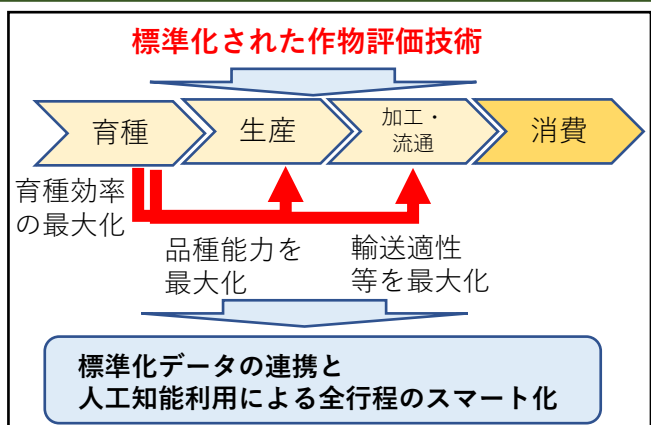 標準化された作物評価技術
育種
生産
加工・
流通
消費
育種効率
の最大化
品種能力を
最大化
輸送適性
等を最大化
標準化データの連携と
人工知能利用による全行程のスマート化